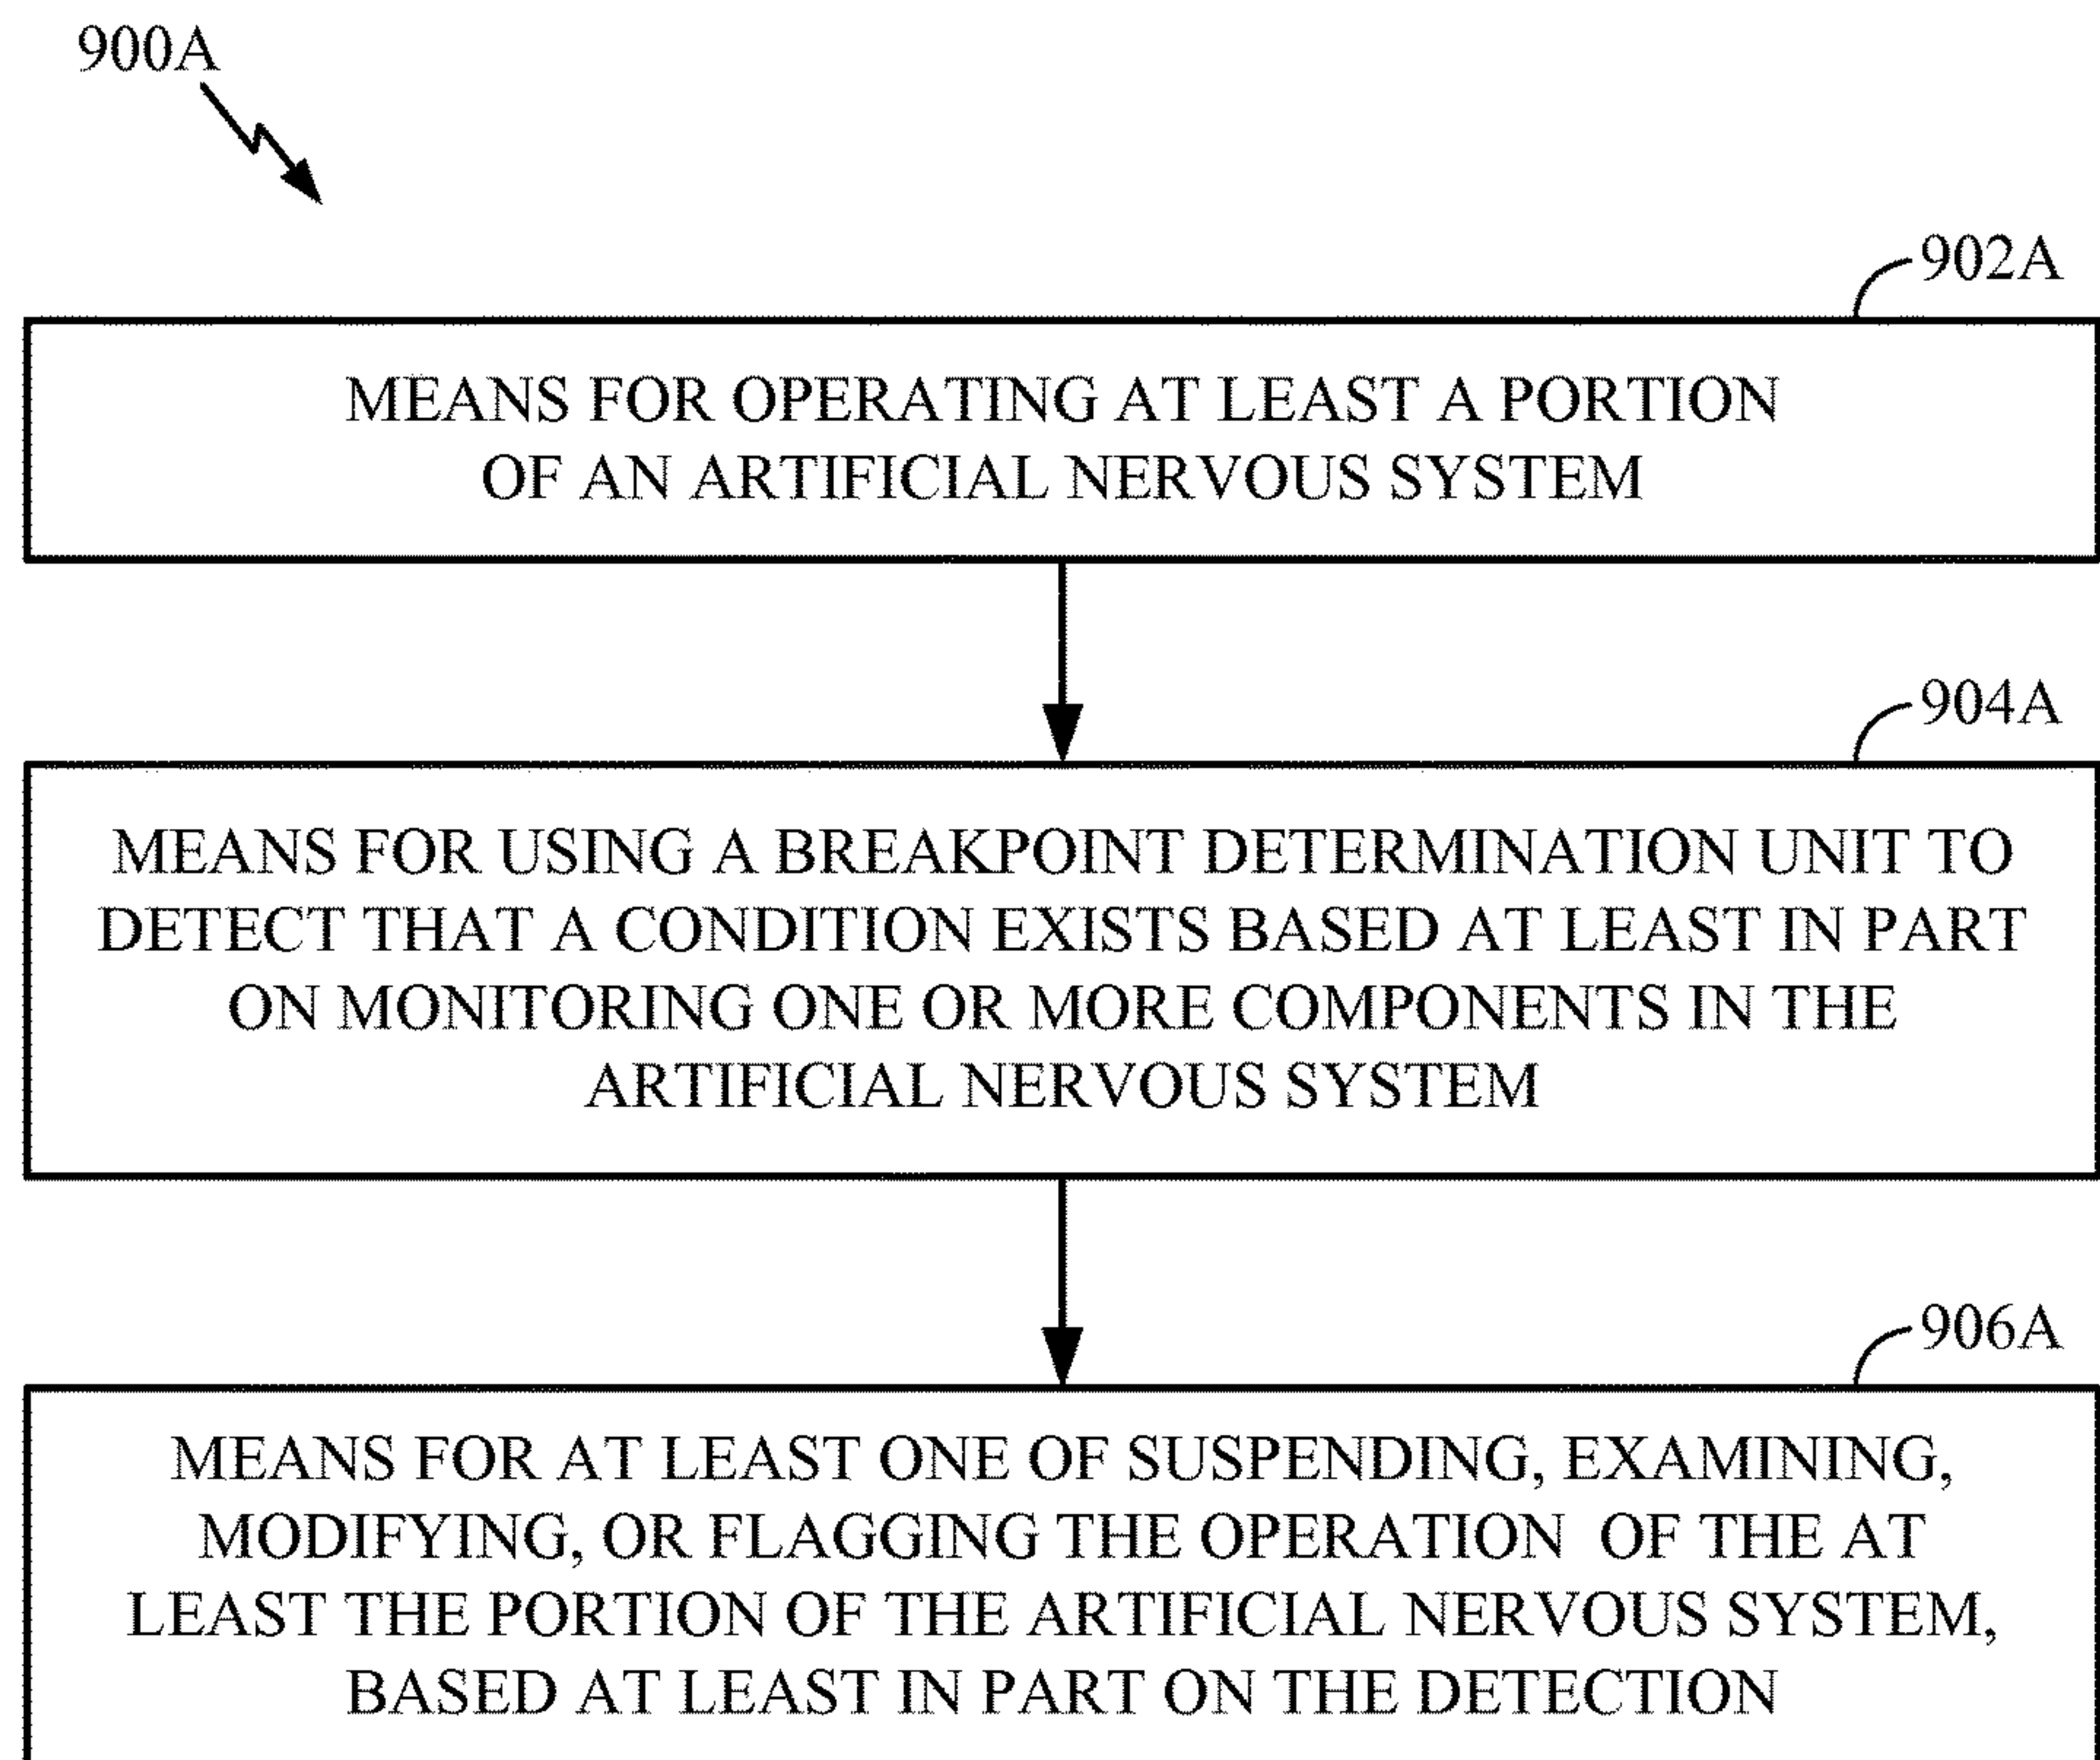 900A
902A
MEANS FOR OPERATING AT LEAST A PORTION
OF AN ARTIFICIAL NERVOUS SYSTEM
904A
MEANS FOR USING A BREAKPOINT DETERMINATION UNIT TO
DETECT THAT A CONDITION EXISTS BASED AT LEAST IN PART
ON MONITORING ONE OR MORE COMPONENTS IN THE
ARTIFICIAL NERVOUS SYSTEM
906A
MEANS FOR AT LEAST ONE OF SUSPENDING, EXAMINING,
MODIFYING, OR FLAGGING THE OPERATION OF THE AT
LEAST THE PORTION OF THE ARTIFICIAL NERVOUS SYSTEM,
BASED AT LEAST IN PART ON THE DETECTION